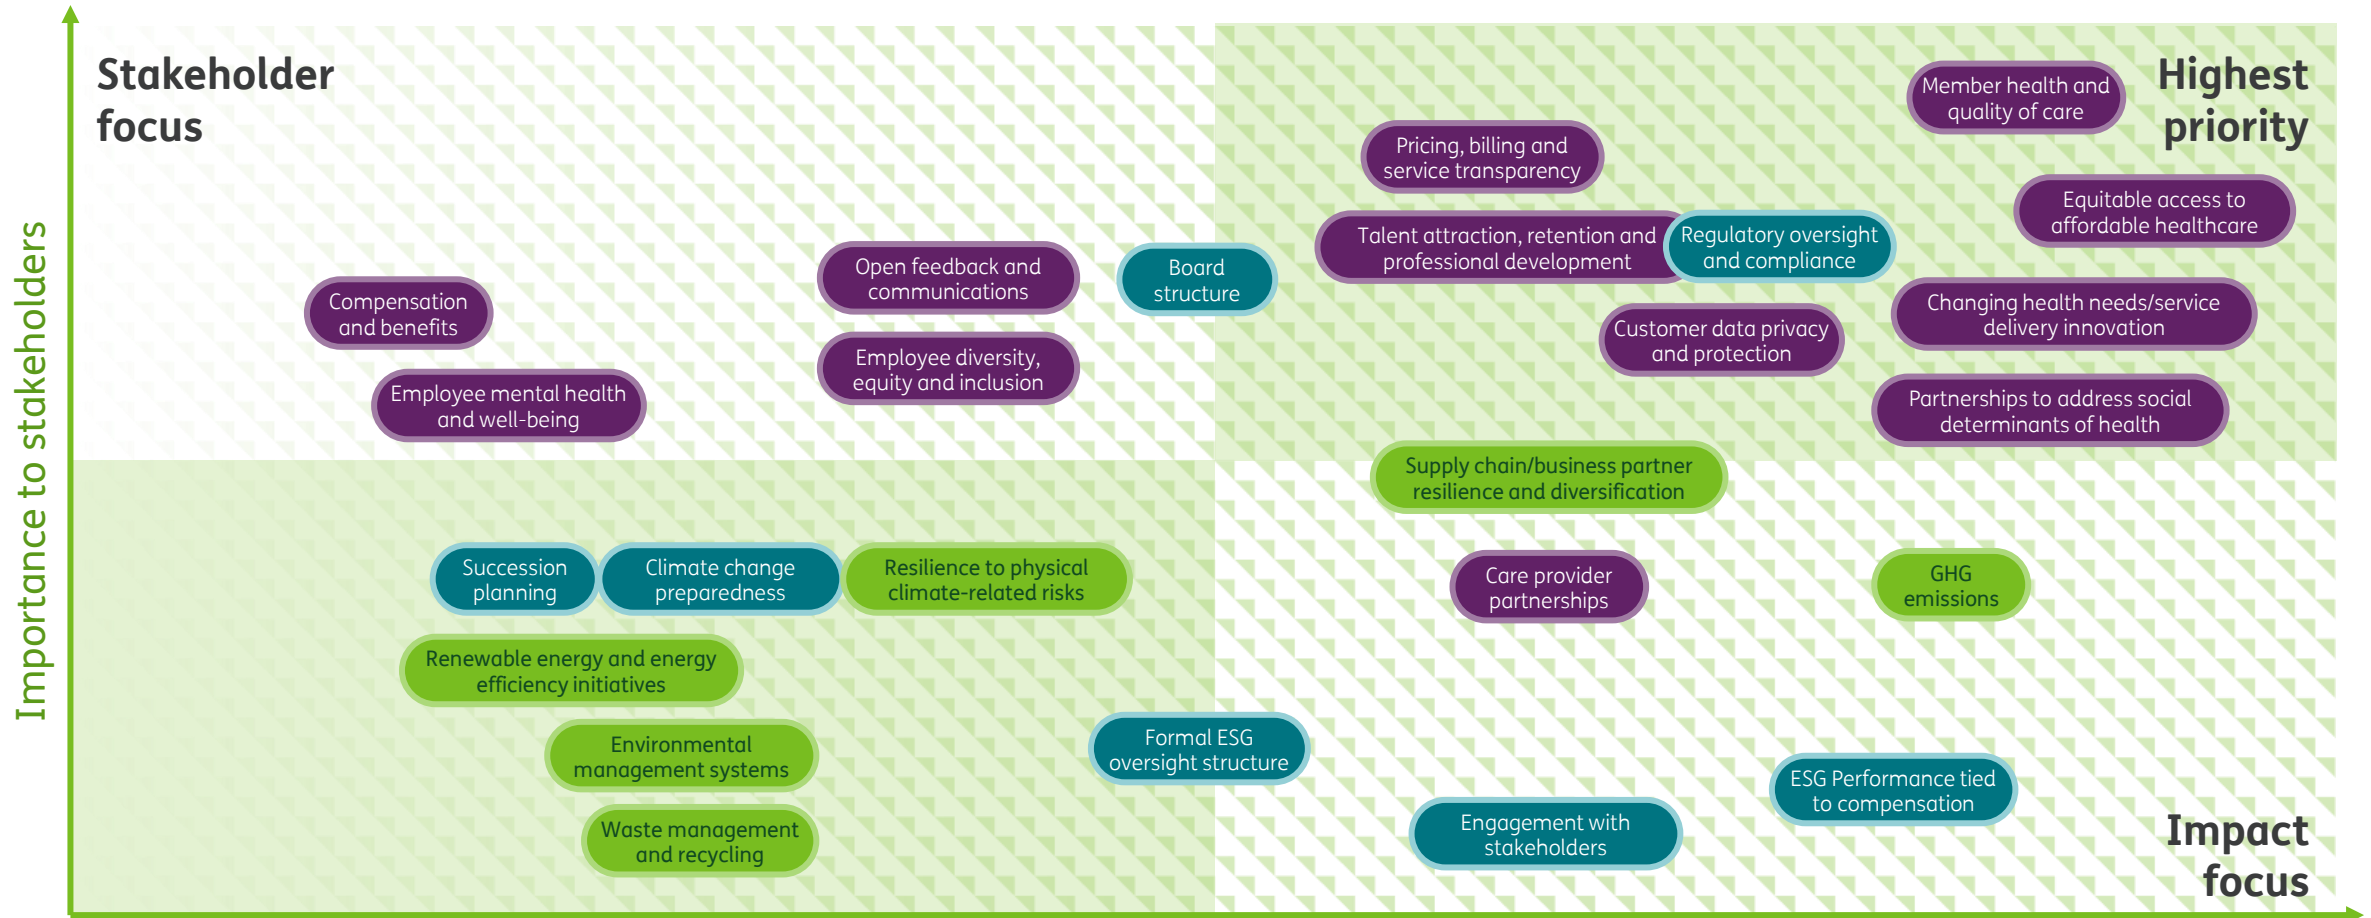 Stakeholder
focus
Highest
priority
Member health and
quality of care
Pricing, billing and
service transparency
Equitable access to
affordable healthcare
Talent attraction, retention and
professional development
Regulatory oversight
and compliance
Open feedback and
communications
Board
structure
Compensation
and benefits
Changing health needs/service
delivery innovation
Customer data privacy
and protection
Employee diversity,
equity and inclusion
Employee mental health
and well-being
Partnerships to address social
determinants of health
Importance to stakeholders
Supply chain/business partner
resilience and diversification
Succession
planning
Climate change
preparedness
Resilience to physical
climate-related risks
Care provider
partnerships
GHG
emissions
Renewable energy and energy
efficiency initiatives
Environmental
management systems
Formal ESG
oversight structure
ESG Performance tied
to compensation
Waste management
and recycling
Engagement with
stakeholders
Impact
focus